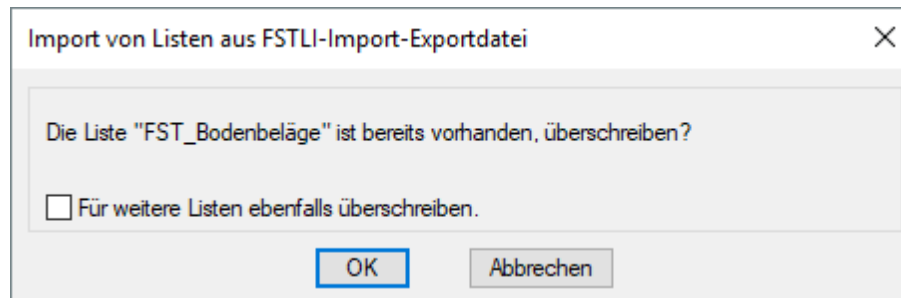 Import von Listen aus FSTLI-Import-Exportdatei
Die Liste "FST_Bodenbeläge" ist bereits vorhanden, überschreiben?
Für weitere Listen ebenfalls überschreiben.
OK Abbrechen